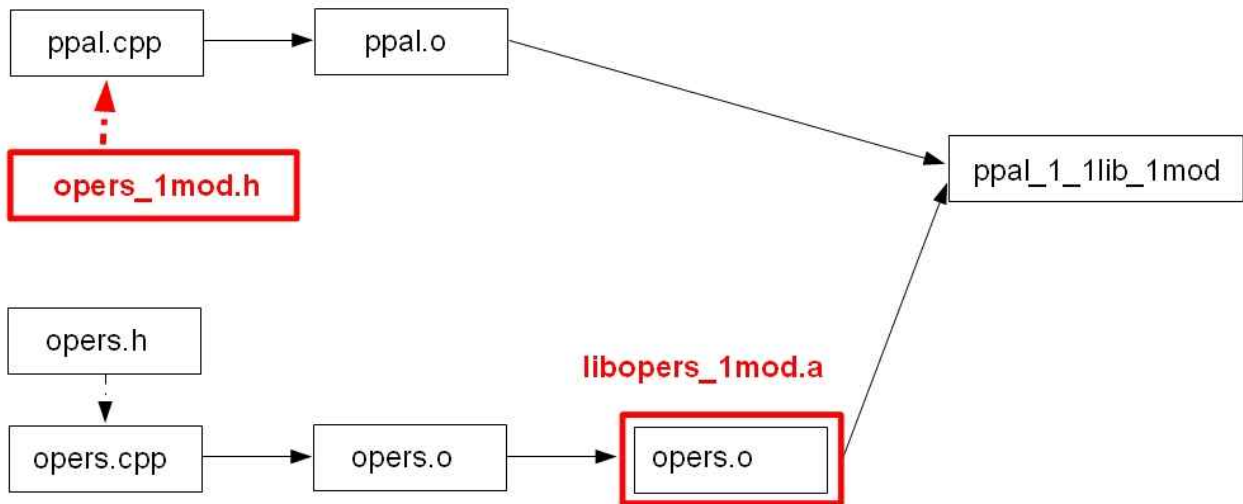 ppal.cpp
ppal.o
opers_1mod.h
ppal_1_1lib_1mod
opers.h
libopers_1mod.a
opers.cpp
opers.o
opers.o